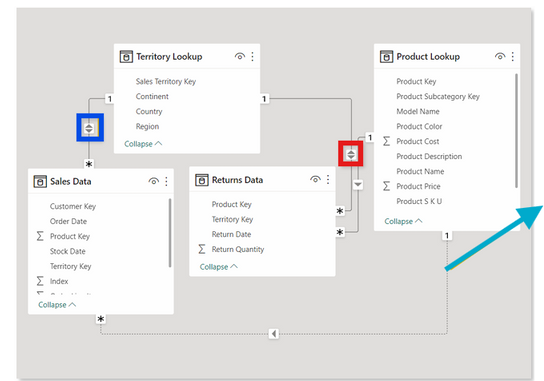 Territory Lookup
Sales Territory Key
Continent
Country
Region
Collapse
Product Lookup
Product Key
Product Subcategory Key
Model Name
Product Color
Product Cost
Product Description
Product Name
Product Price
Product S K U
Collapse
1
1
1
1
*
*
*
*
Sales Data
Customer Key
Order Date
Σ Product Key
Stock Date
Territory Key
Σ Index
Collapse
Returns Data
Product Key
Territory Key
Return Date
Σ Return Quantity
Collapse